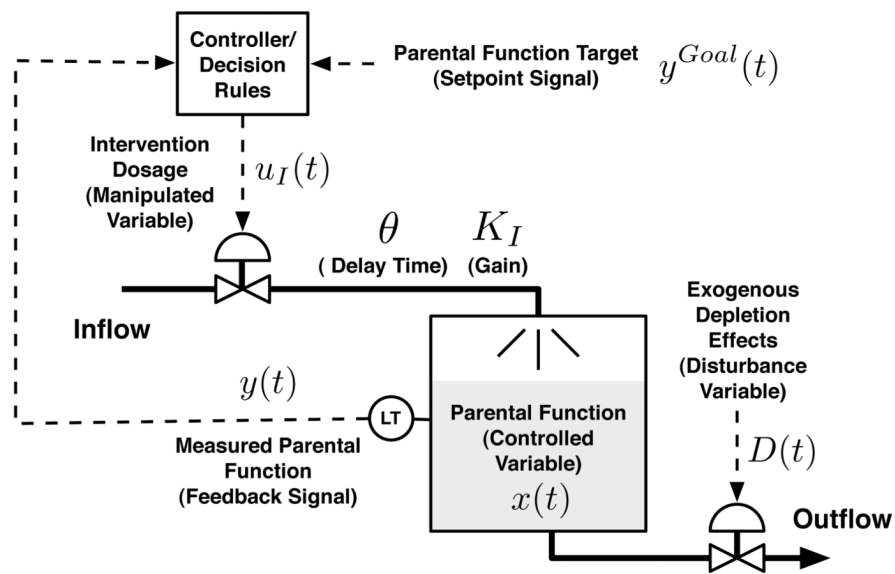 Controller/
Decision
Rules
Parental Function Target
(Setpoint Signal)
y^{Goal}(t)
Intervention
Dosage
(Manipulated
Variable)
u_I(t)
θ
( Delay Time)
K_I
(Gain)
Inflow
Exogenous
Depletion
Effects
(Disturbance
Variable)
y(t)
LT
Measured Parental
Function
(Feedback Signal)
Parental Function
(Controlled
Variable)
x(t)
D(t)
Outflow